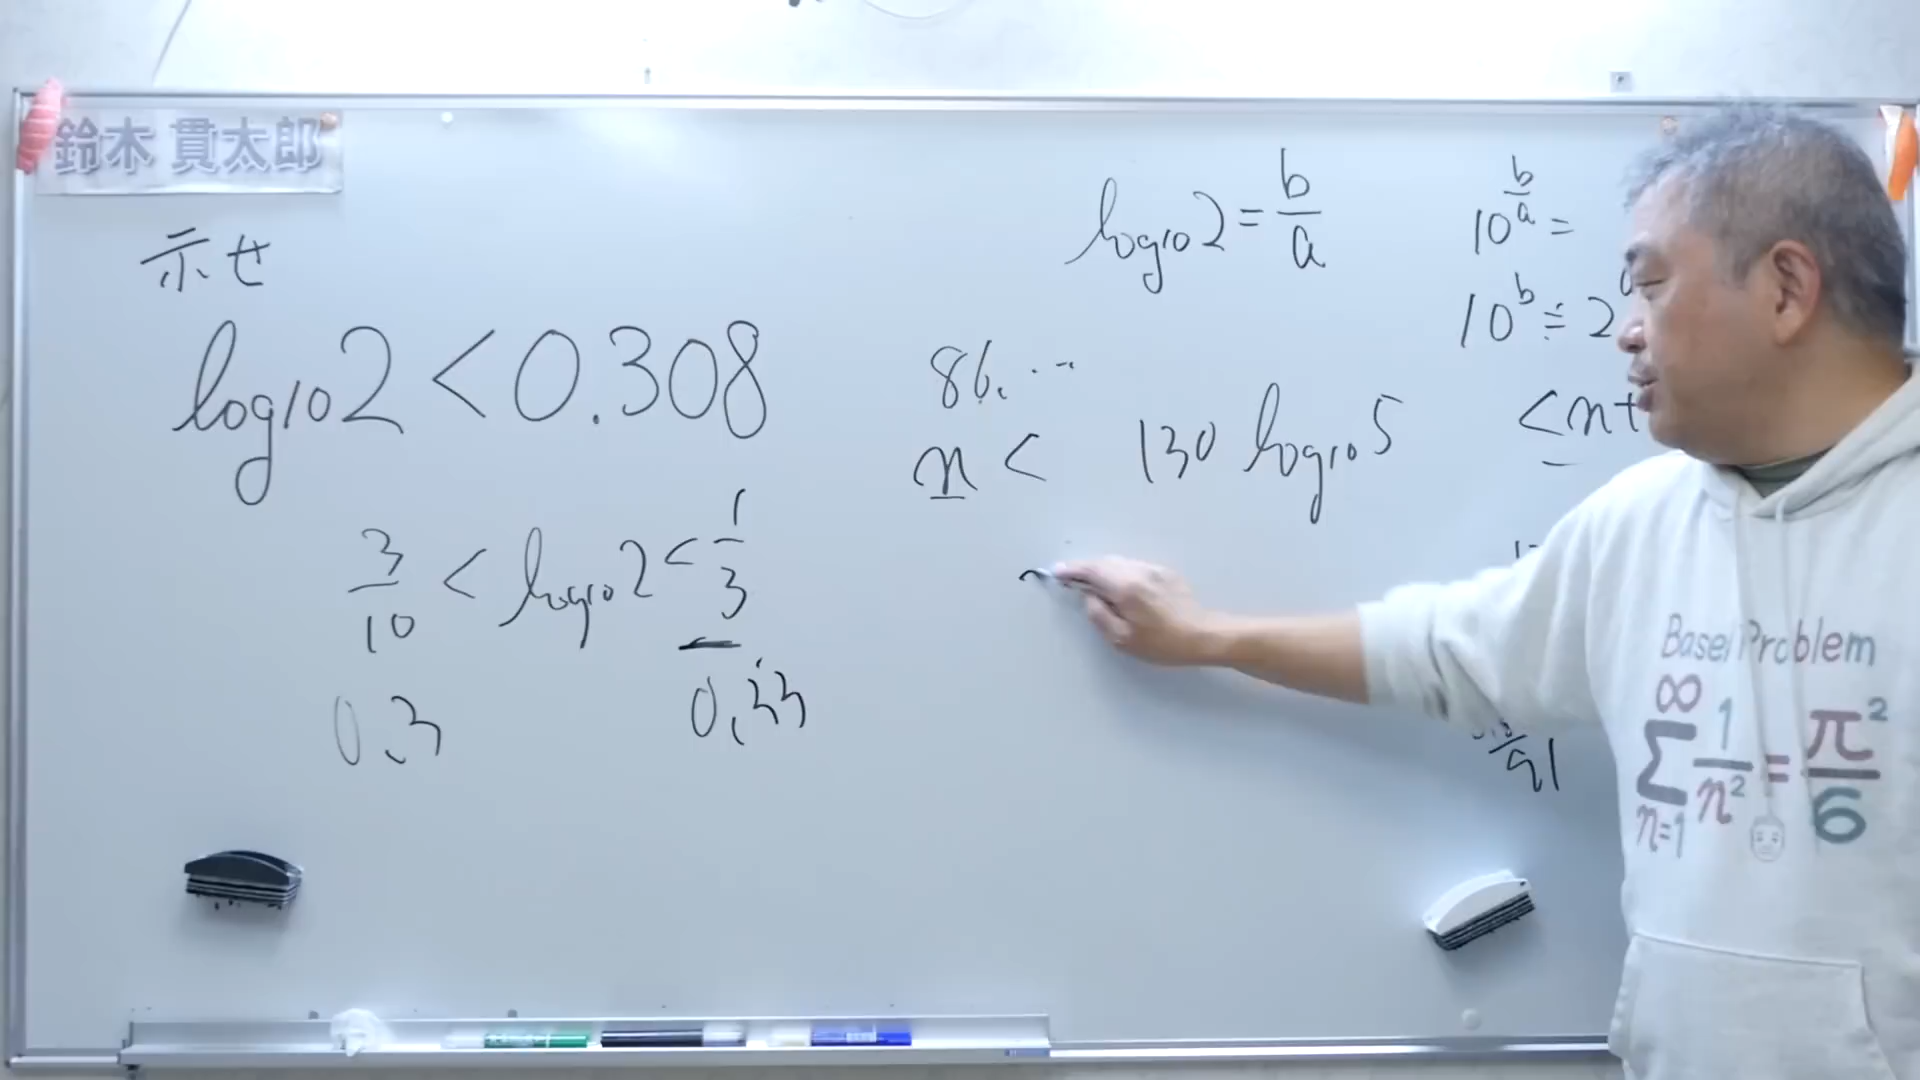 鈴木 貫太郎
示せ
log₁₀2 < 0.308
3/10 < log₁₀2 < 1/3
0.3
0.33
log₁₀2 = b/a
86.…
n < 130 log₁₀5 < n+
10^(b/a) =
10^b ≒ 2
91
Basel Problem
∞
∑ 1/n² = π²/6
n=1